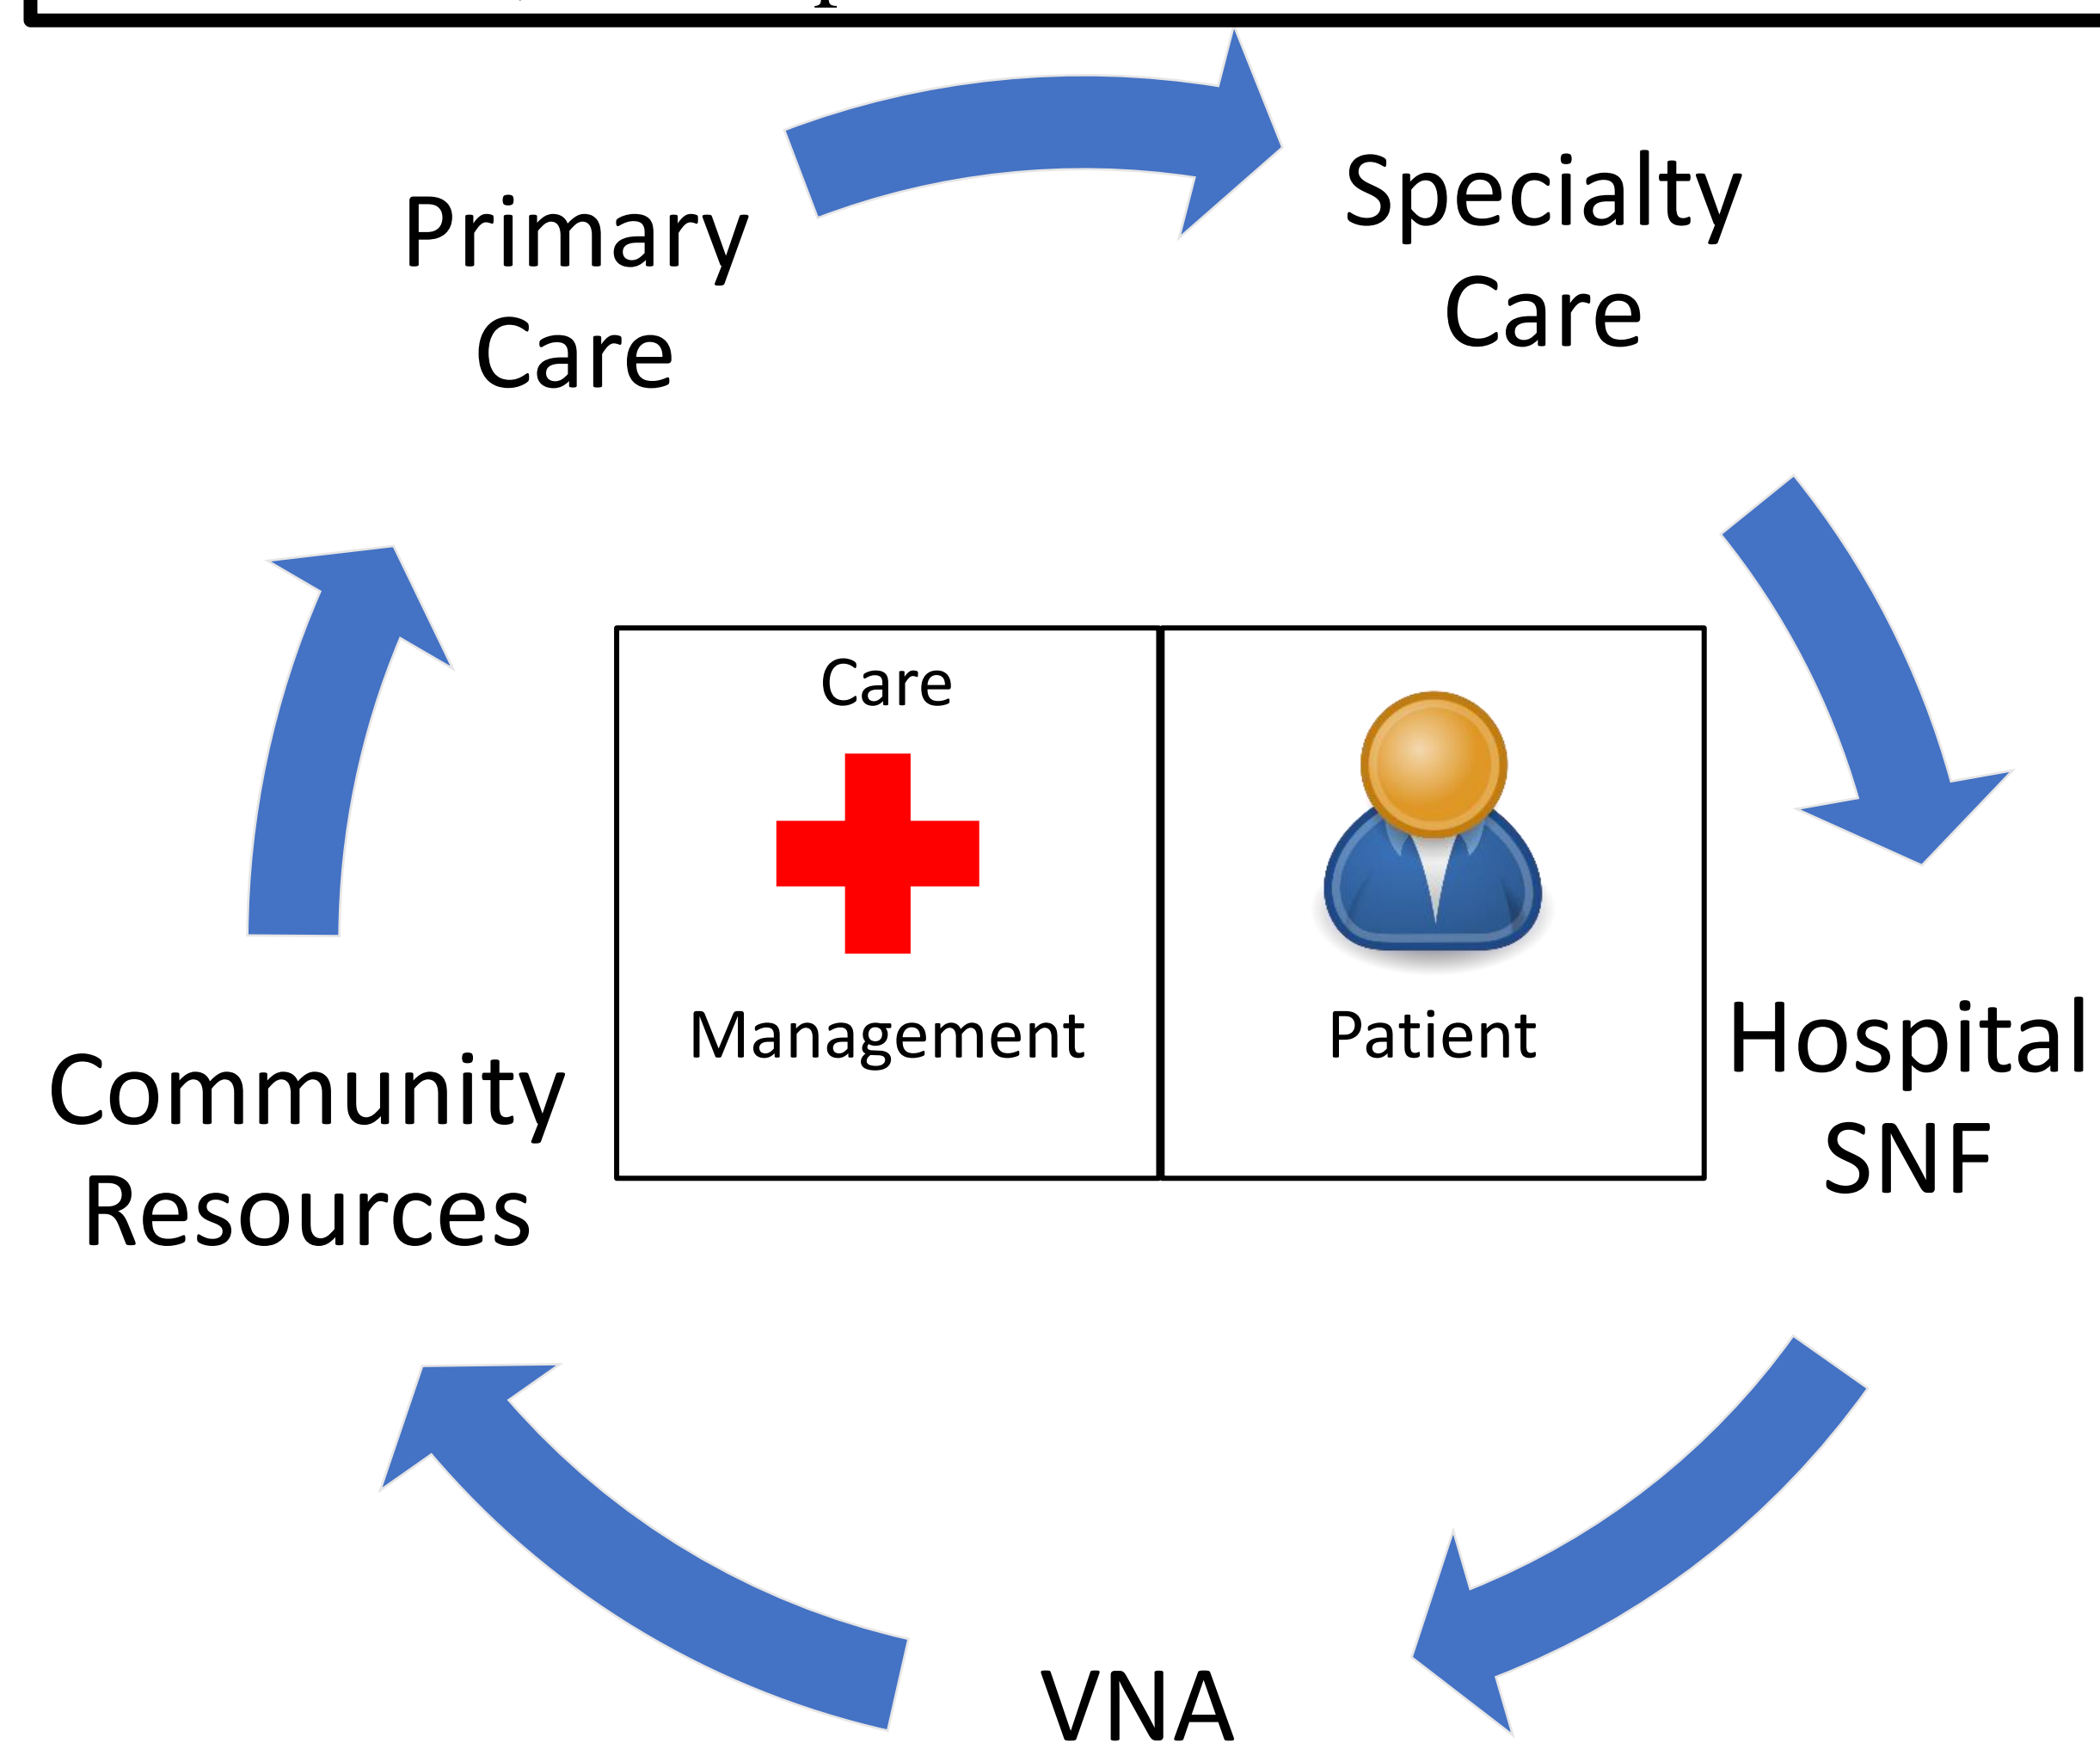 Primary
Care
Specialty
Care
Care
Management
Patient
Hospital
SNF
Community
Resources
VNA